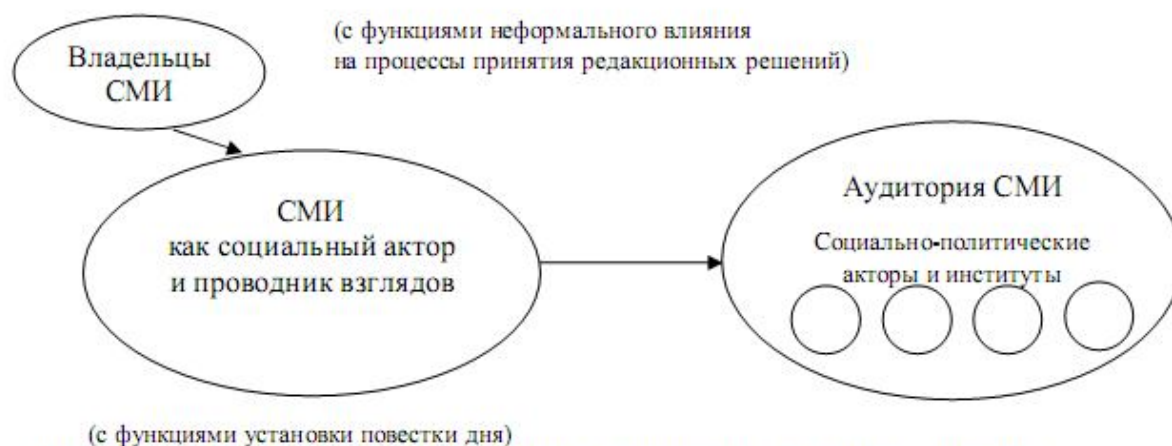 Владельцы
СМИ
(с функциями неформального влияния
на процессы принятия редакционных решений)
СМИ
как социальный актор
и проводник взглядов
Аудитория СМИ
Социально-политические
акторы и институты
(с функциями установки повестки дня)